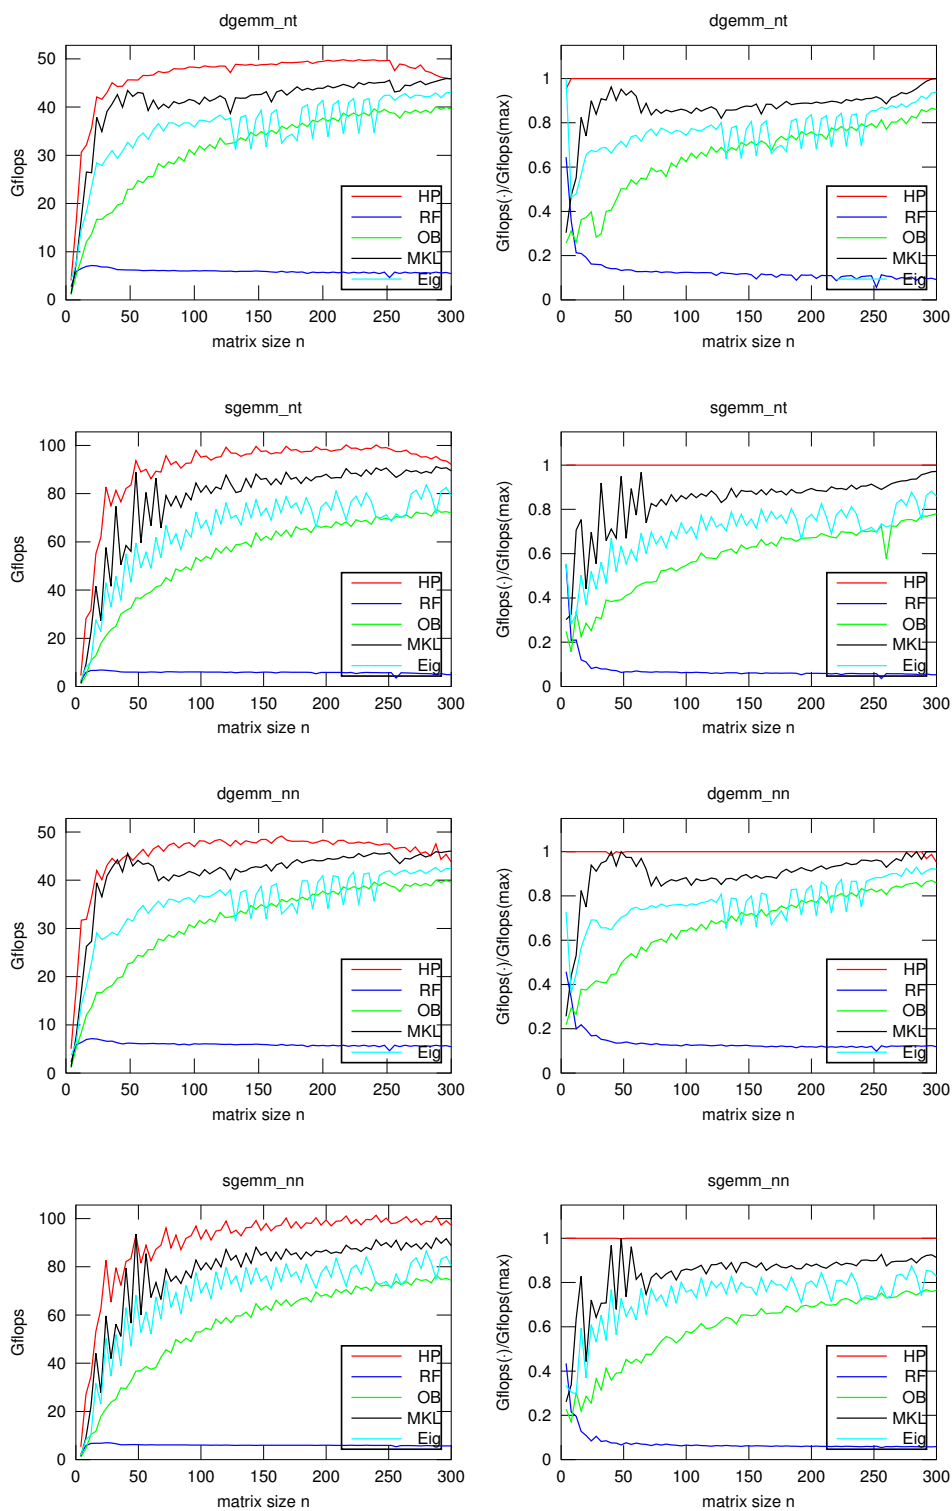 dgemm_nt
Gflops
50
40
30
20
10
0
0 50 100 150 200 250 300
matrix size n
HP
RF
OB
MKL
Eig
dgemm_nt
Gflops(·)/Gflops(max)
1
0.8
0.6
0.4
0.2
0
0 50 100 150 200 250 300
matrix size n
HP
RF
OB
MKL
Eig
sgemm_nt
Gflops
100
80
60
40
20
0
0 50 100 150 200 250 300
matrix size n
HP
RF
OB
MKL
Eig
sgemm_nt
Gflops(·)/Gflops(max)
1
0.8
0.6
0.4
0.2
0
0 50 100 150 200 250 300
matrix size n
HP
RF
OB
MKL
Eig
dgemm_nn
Gflops
50
40
30
20
10
0
0 50 100 150 200 250 300
matrix size n
HP
RF
OB
MKL
Eig
dgemm_nn
Gflops(·)/Gflops(max)
1
0.8
0.6
0.4
0.2
0
0 50 100 150 200 250 300
matrix size n
HP
RF
OB
MKL
Eig
sgemm_nn
Gflops
100
80
60
40
20
0
0 50 100 150 200 250 300
matrix size n
HP
RF
OB
MKL
Eig
sgemm_nn
Gflops(·)/Gflops(max)
1
0.8
0.6
0.4
0.2
0
0 50 100 150 200 250 300
matrix size n
HP
RF
OB
MKL
Eig